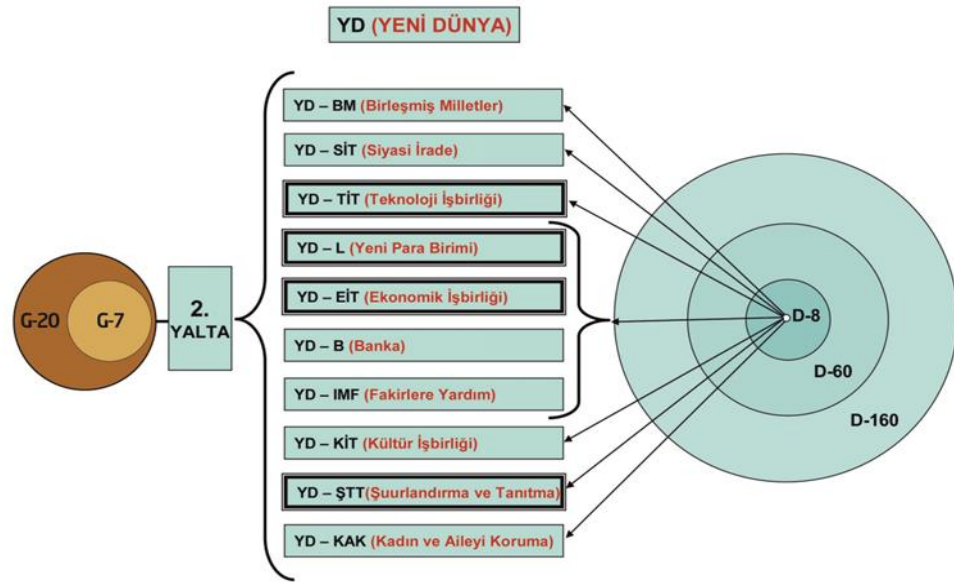 YD (YENİ DÜNYA)
YD – BM (Birleşmiş Milletler)
YD – SİT (Siyasi İrade)
YD – TİT (Teknoloji İşbirliği)
YD – L (Yeni Para Birimi)
YD – EİT (Ekonomik İşbirliği)
YD – B (Banka)
YD – IMF (Fakirlere Yardım)
YD – KİT (Kültür İşbirliği)
YD – ŞTT(Şuurlandırma ve Tanıtma)
YD – KAK (Kadın ve Aileyi Koruma)
G-20
G-7
2.
YALTA
D-8
D-60
D-160